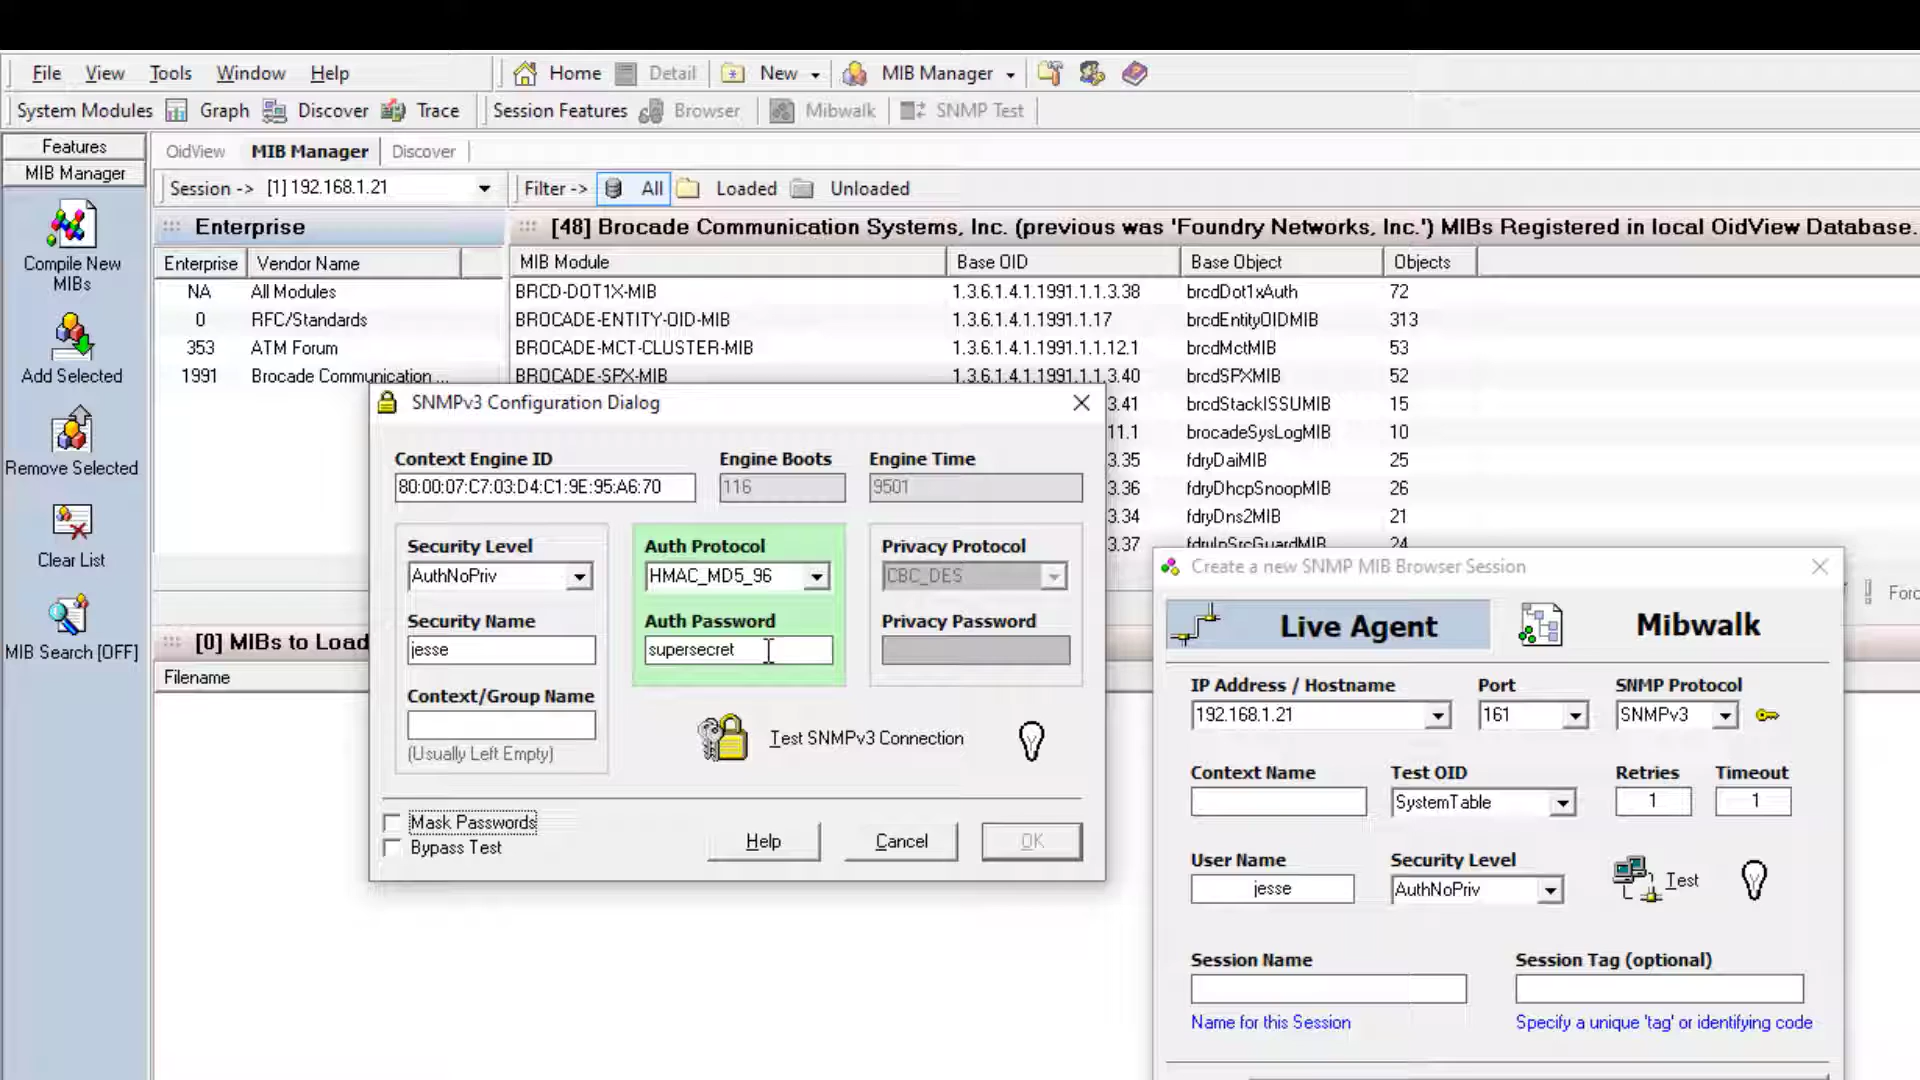 File View Tools Window Help Home Detail New MIB Manager
System Modules Graph Discover Trace Session Features Browser Mibwalk SNMP Test
Features
MIB Manager
Compile New
MIBs
Add Selected
Remove Selected
Clear List
MIB Search [OFF]
OidView MIB Manager Discover
Session -> [1] 192.168.1.21 Filter -> All Loaded Unloaded
Enterprise
Enterprise Vendor Name
NA All Modules
0 RFC/Standards
353 ATM Forum
1991 Brocade Communication ...
[48] Brocade Communication Systems, Inc. (previous was 'Foundry Networks, Inc.') MIBs Registered in local OidView Database.
MIB Module Base OID Base Object Objects
BRCD-DOT1X-MIB 1.3.6.1.4.1.1991.1.1.3.38 brcdDot1xAuth 72
BROCADE-ENTITY-OID-MIB 1.3.6.1.4.1.1991.1.17 brcdEntityOIDMIB 313
BROCADE-MCT-CLUSTER-MIB 1.3.6.1.4.1.1991.1.1.12.1 brcdMctMIB 53
BROCADE-SPX-MIB 1.3.6.1.4.1.1991.1.1.3.40 brcdSPXMIB 52
3.41 brcdStackISSUMIB 15
11.1 brocadeSysLogMIB 10
3.35 fdryDaiMIB 25
3.36 fdryDhcpSnoopMIB 26
3.34 fdryDns2MIB 21
3.37 fdryIpSrcGuardMIB 24
[0] MIBs to Load
Filename
SNMPv3 Configuration Dialog
Context Engine ID Engine Boots Engine Time
80:00:07:C7:03:D4:C1:9E:95:A6:70 116 9501
Security Level Auth Protocol Privacy Protocol
AuthNoPriv HMAC_MD5_96 CBC_DES
Security Name Auth Password Privacy Password
jesse supersecret
Context/Group Name
(Usually Left Empty)
Test SNMPv3 Connection
Mask Passwords
Bypass Test
Help Cancel OK
Create a new SNMP MIB Browser Session
Live Agent Mibwalk
IP Address / Hostname Port SNMP Protocol
192.168.1.21 161 SNMPv3
Context Name Test OID Retries Timeout
SystemTable 1 1
User Name Security Level
jesse AuthNoPriv Test
Session Name Session Tag (optional)
Name for this Session Specify a unique 'tag' or identifying code